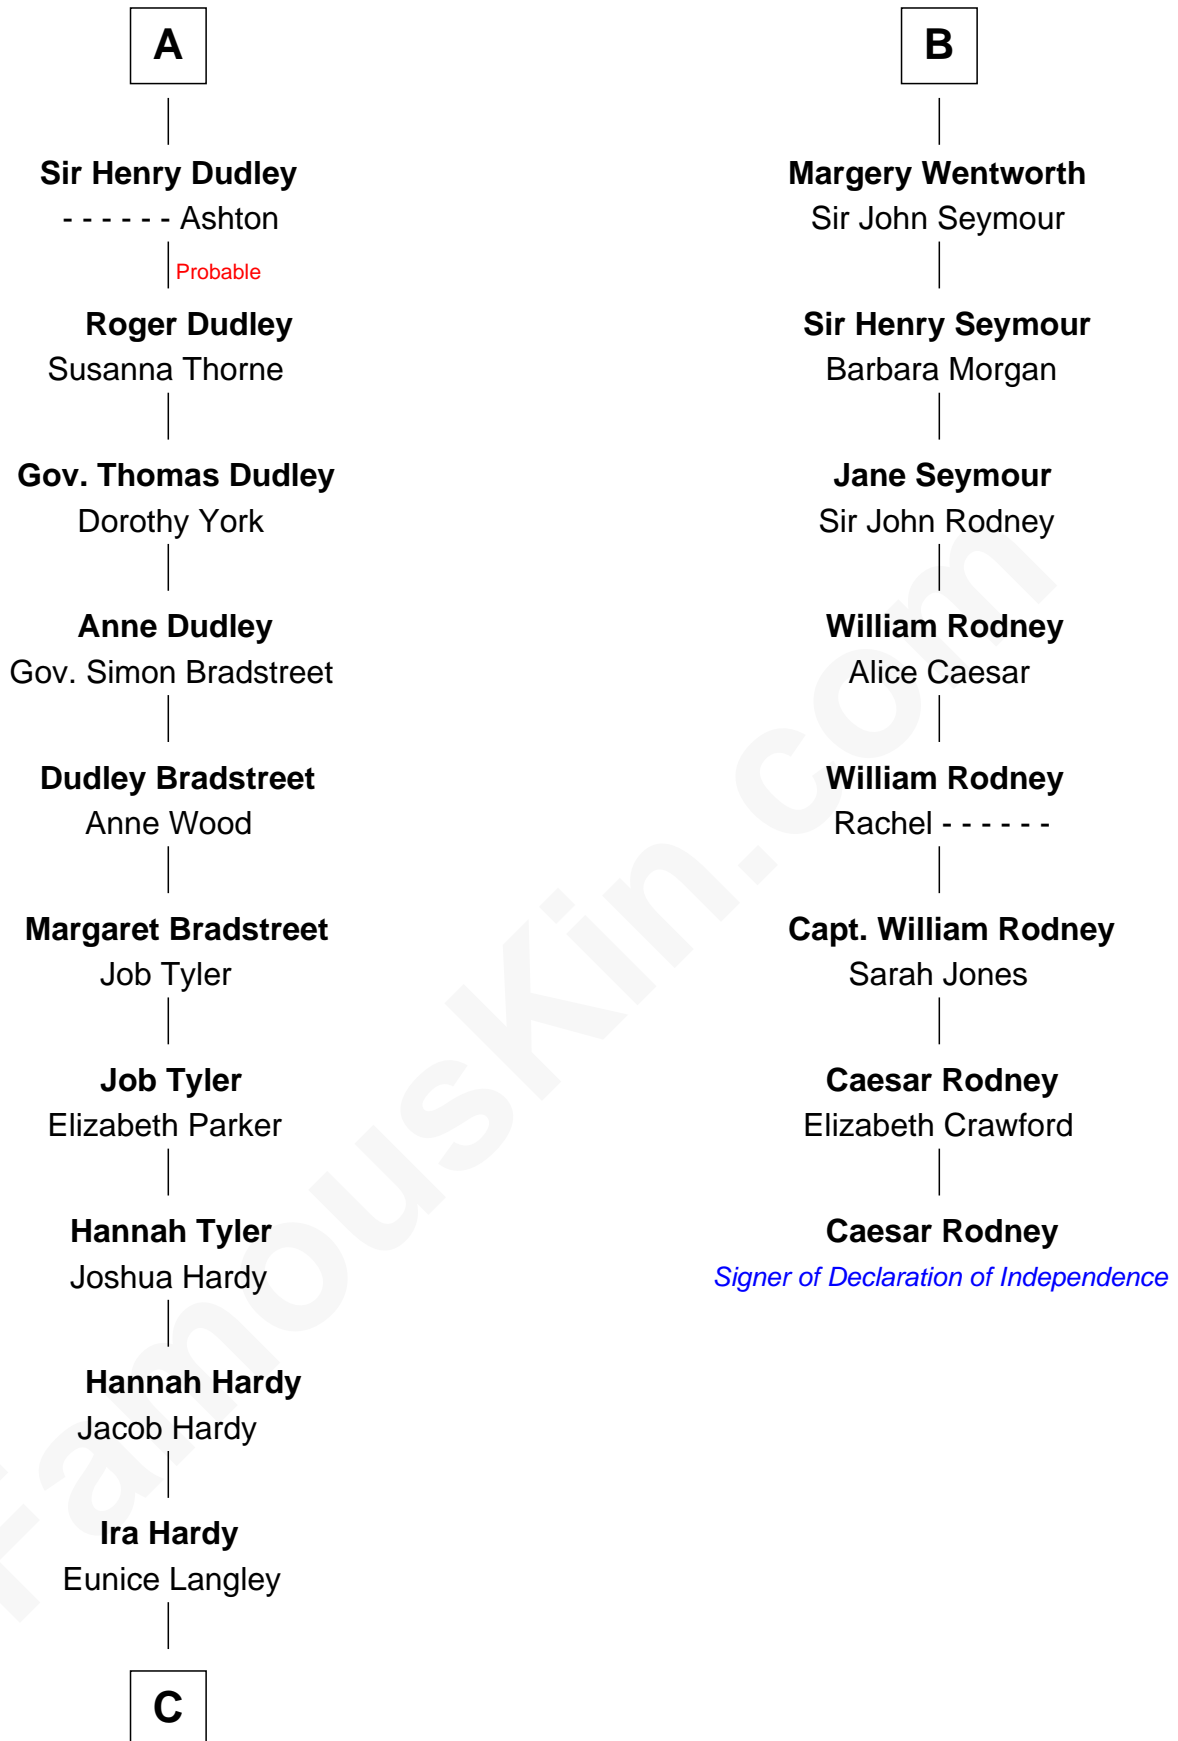 A
Sir Henry Dudley
- - - - - - Ashton
Probable
Roger Dudley
Susanna Thorne
Gov. Thomas Dudley
Dorothy York
Anne Dudley
Gov. Simon Bradstreet
Dudley Bradstreet
Anne Wood
Margaret Bradstreet
Job Tyler
Job Tyler
Elizabeth Parker
Hannah Tyler
Joshua Hardy
Hannah Hardy
Jacob Hardy
Ira Hardy
Eunice Langley
C
B
Margery Wentworth
Sir John Seymour
Sir Henry Seymour
Barbara Morgan
Jane Seymour
Sir John Rodney
William Rodney
Alice Caesar
William Rodney
Rachel - - - - - -
Capt. William Rodney
Sarah Jones
Caesar Rodney
Elizabeth Crawford
Caesar Rodney
Signer of Declaration of Independence
FamousKin.com